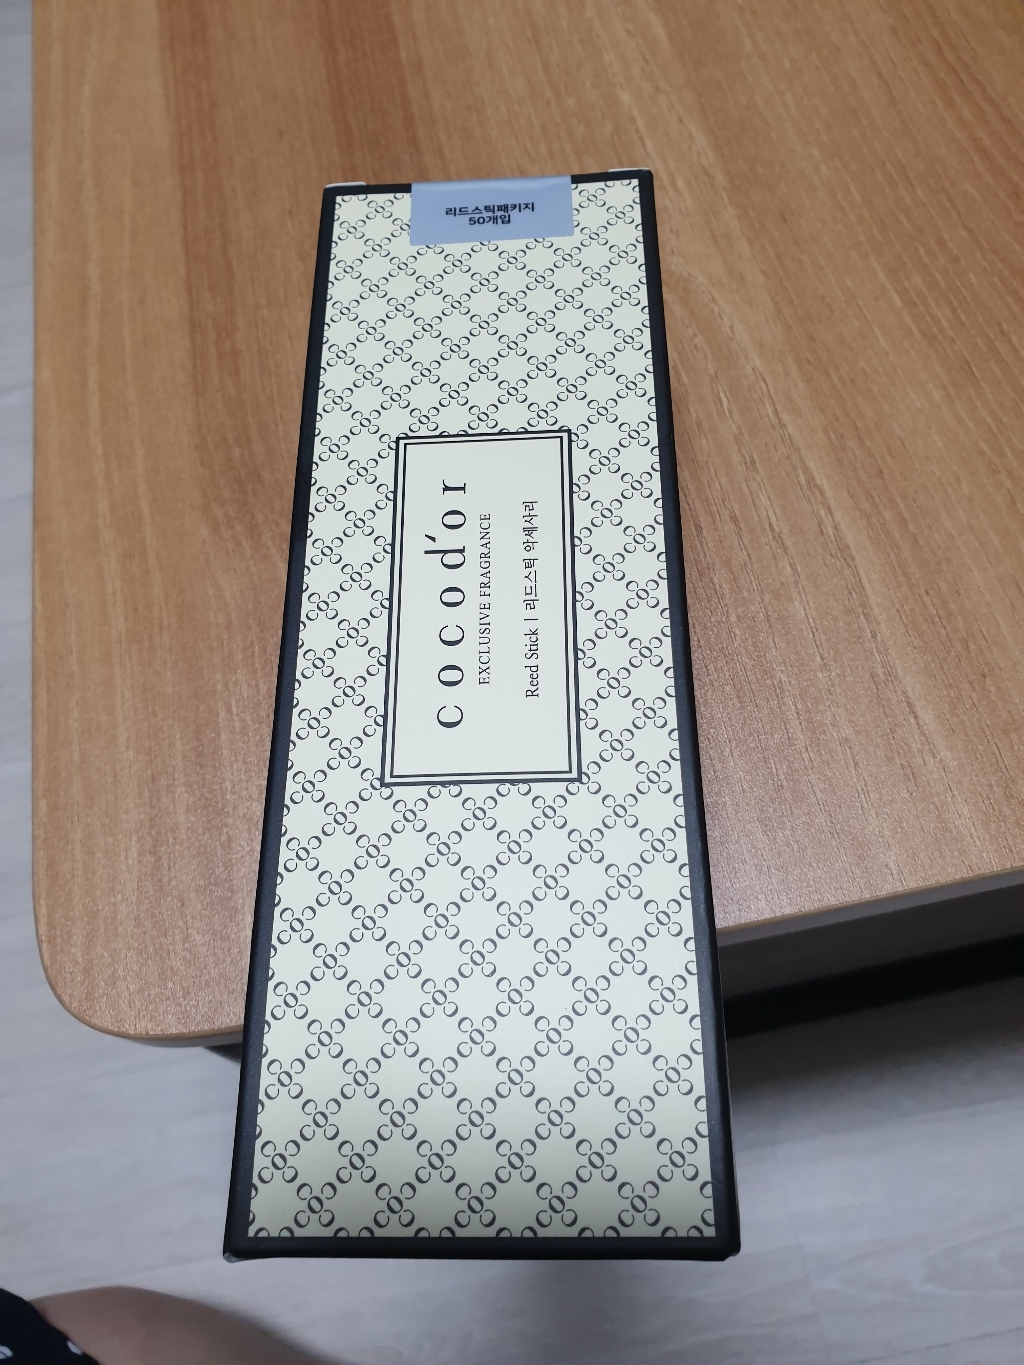 리드스틱패키지
50개입
cocod'or
EXCLUSIVE FRAGRANCE
Reed Stick | 리드스틱 악세사리